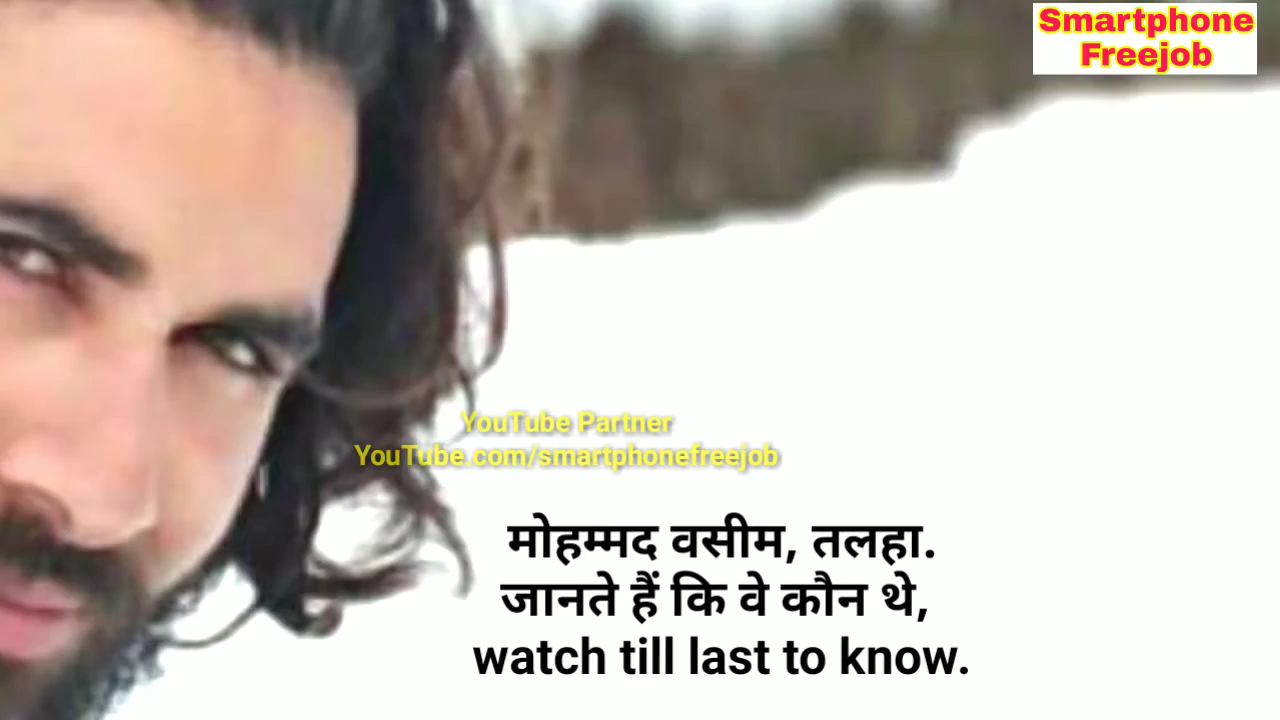 Smartphone
Freejob
YouTube Partner
YouTube.com/smartphonefreejob
मोहम्मद वसीम, तलहा.
जानते हैं कि वे कौन थे,
watch till last to know.